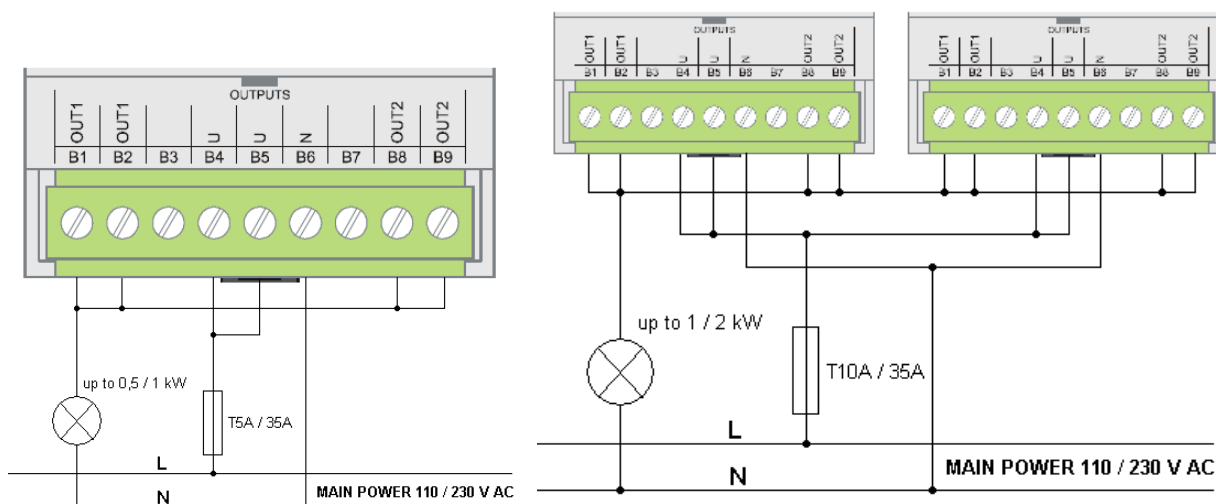 OUTPUTS
OUT1 OUT1 U U N OUT2 OUT2
B1 B2 B3 B4 B5 B6 B7 B8 B9
up to 0,5 / 1 kW
T5A / 35A
L
N
MAIN POWER 110 / 230 V AC
OUTPUTS
OUT1 OUT1 U U N OUT2 OUT2
B1 B2 B3 B4 B5 B6 B7 B8 B9
OUTPUTS
OUT1 OUT1 U U N OUT2 OUT2
B1 B2 B3 B4 B5 B6 B7 B8 B9
up to 1 / 2 kW
T10A / 35A
L
N
MAIN POWER 110 / 230 V AC